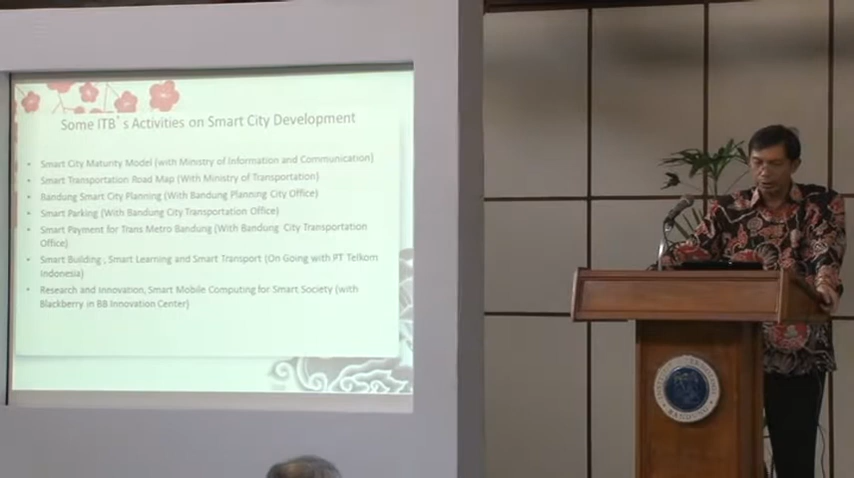 Some ITB's Activities on Smart City Development
• Smart City Maturity Model (with Ministry of Information and Communication)
• Smart Transportation Road Map (With Ministry of Transportation)
• Bandung Smart City Planning (With Bandung Planning City Office)
• Smart Parking (With Bandung City Transportation Office)
• Smart Payment for Trans Metro Bandung (With Bandung City Transportation
Office)
• Smart Building , Smart Learning and Smart Transport (On Going with PT Telkom
Indonesia)
• Research and Innovation, Smart Mobile Computing for Smart Society (with
Blackberry in BB Innovation Center)
BANDUNG